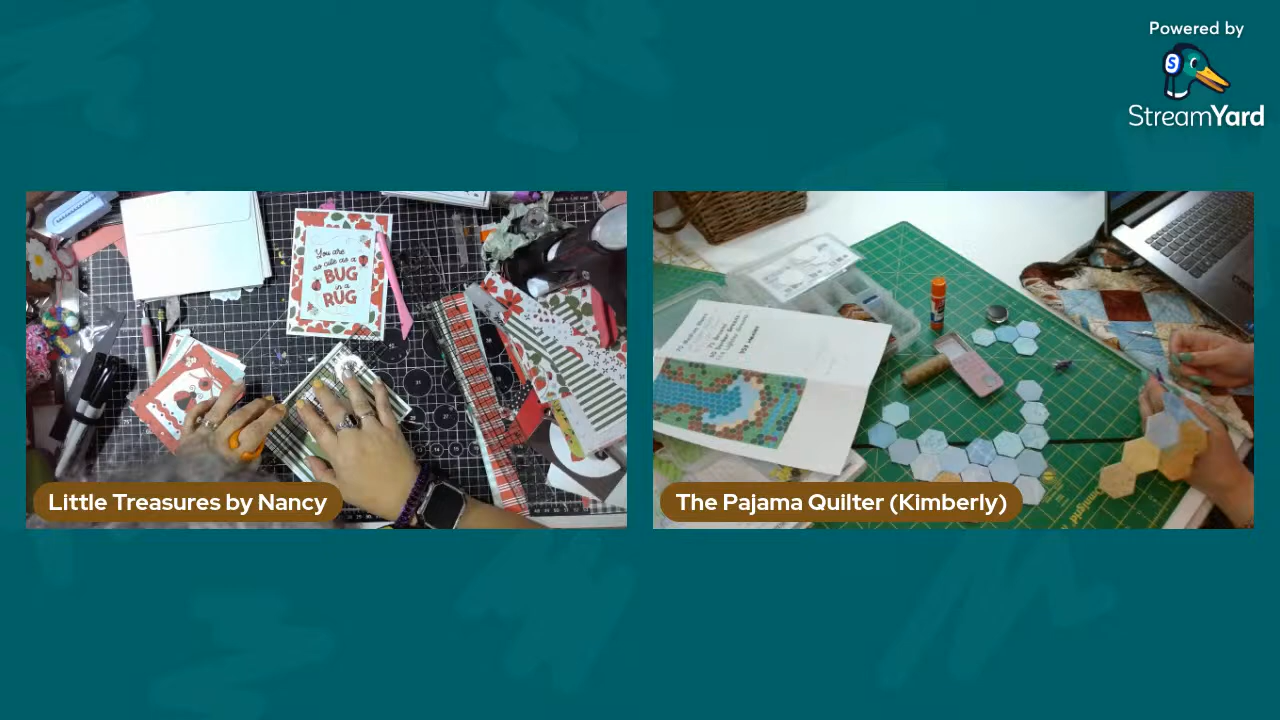 Powered by
S
StreamYard
You are
as cute as a
BUG
in a
RUG
Little Treasures by Nancy
The Pajama Quilter (Kimberly)